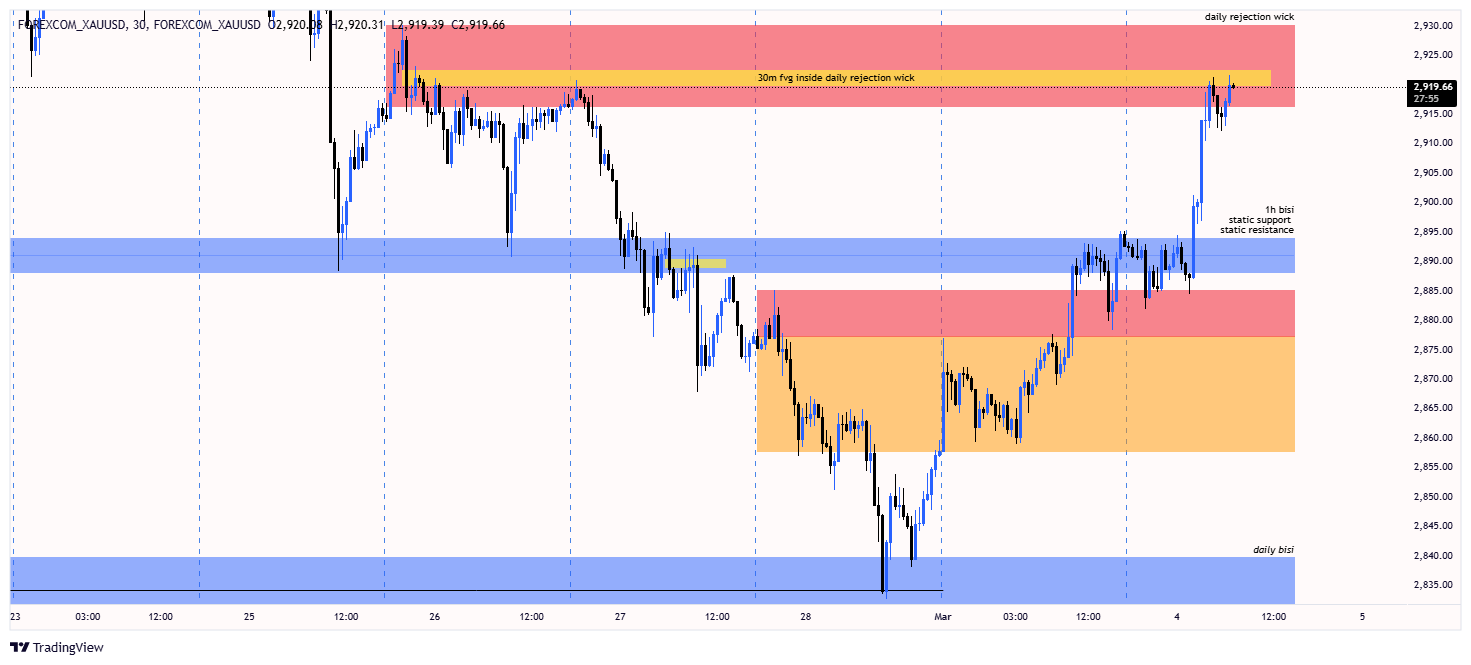 daily rejection wick
FOREXCOM_XAUUSD, 30, FOREXCOM_XAUUSD O2,920.08 H2,920.31 L2,919.39 C2,919.66
2,930.00
2,925.00
30m fvg inside daily rejection wick
2,919.66
27:55
2,915.00
2,910.00
2,905.00
2,900.00
1h bisi
static support
static resistance
2,895.00
2,890.00
2,885.00
2,880.00
2,875.00
2,870.00
2,865.00
2,860.00
2,855.00
2,850.00
2,845.00
daily bisi
2,840.00
2,835.00
23 03:00 12:00 25 12:00 26 12:00 27 12:00 28 Mar 03:00 12:00 4 12:00 5
TradingView